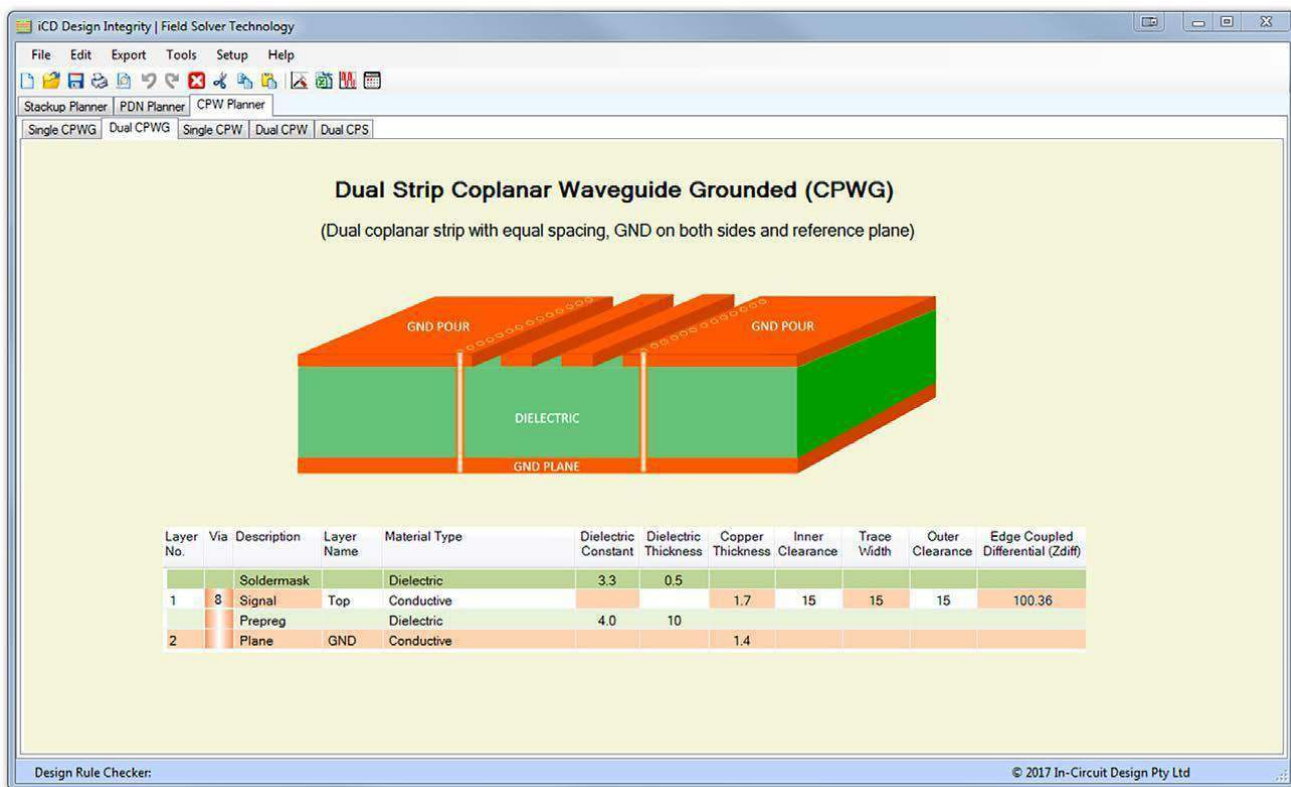 iCD Design Integrity | Field Solver Technology
File Edit Export Tools Setup Help
Stackup Planner PDN Planner CPW Planner
Single CPWG Dual CPWG Single CPW Dual CPW Dual CPS
Dual Strip Coplanar Waveguide Grounded (CPWG)
(Dual coplanar strip with equal spacing, GND on both sides and reference plane)
GND POUR GND POUR
DIELECTRIC
GND PLANE
Layer Via Description Layer Material Type Dielectric Dielectric Copper Inner Trace Outer Edge Coupled
No. Name Constant Thickness Thickness Clearance Width Clearance Differential (Zdiff)
Soldermask Dielectric 3.3 0.5
1 8 Signal Top Conductive 1.7 15 15 15 100.36
Prepreg Dielectric 4.0 10
2 Plane GND Conductive 1.4
Design Rule Checker: © 2017 In-Circuit Design Pty Ltd